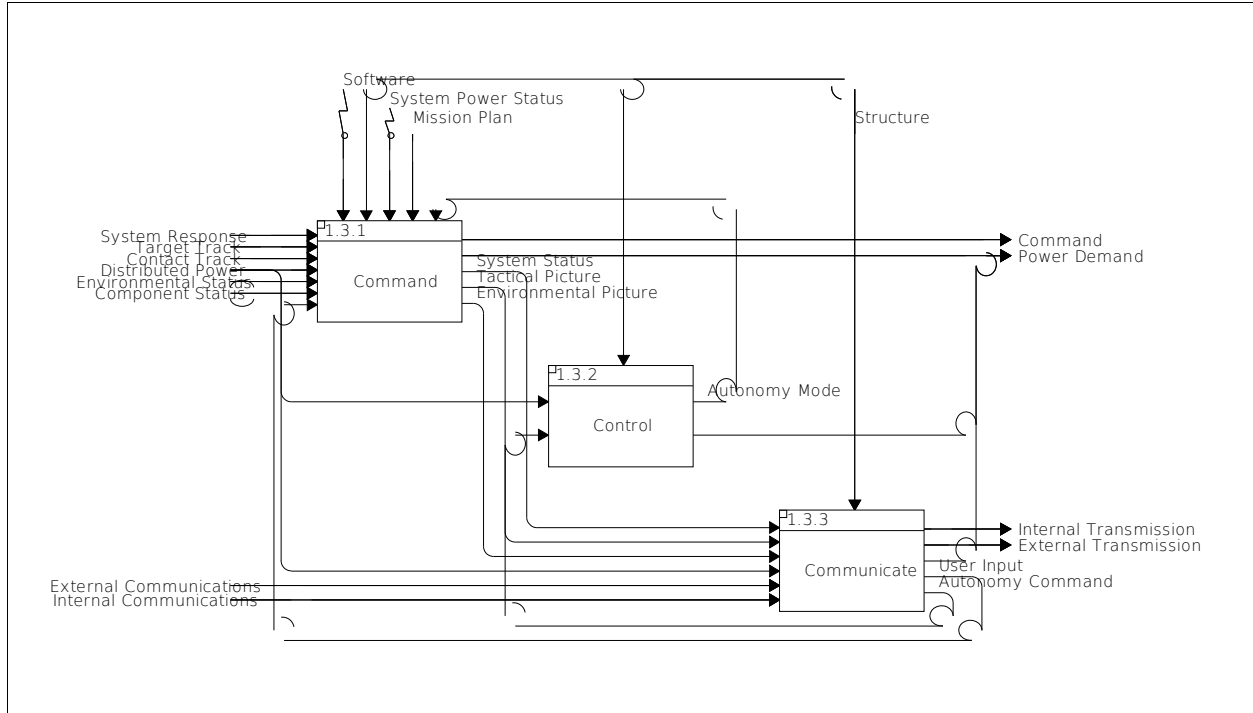 Software
System Power Status
Mission Plan
Structure
1.3.1
System Response
Target Track
Contact Track
Distributed Power
Environmental Status
Component Status
Command
Command
Power Demand
System Status
Tactical Picture
Environmental Picture
1.3.2
Control
Autonomy Mode
1.3.3
Communicate
Internal Transmission
External Transmission
User Input
Autonomy Command
External Communications
Internal Communications